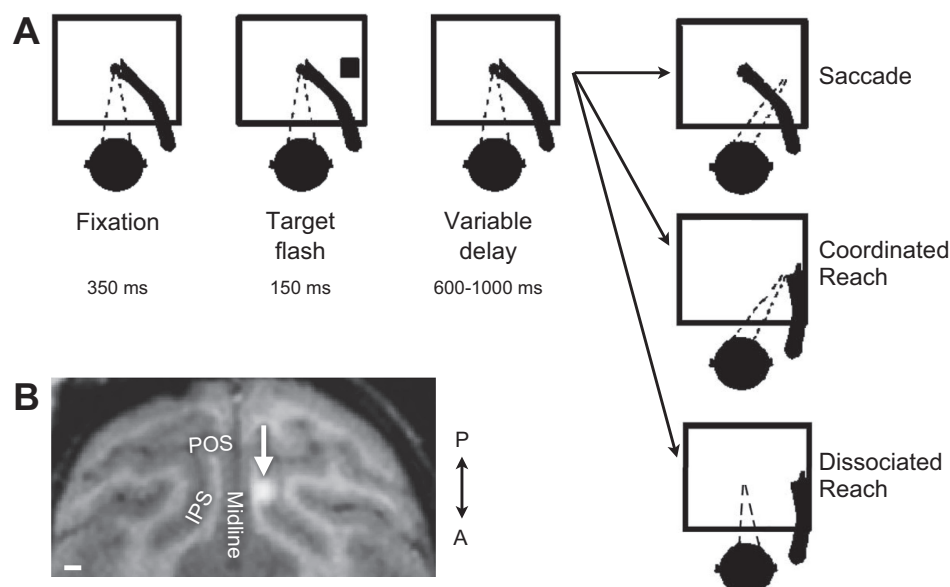 A
Fixation
350 ms
Target
flash
150 ms
Variable
delay
600-1000 ms
Saccade
Coordinated
Reach
Dissociated
Reach
B
POS
IPS
Midline
P
A